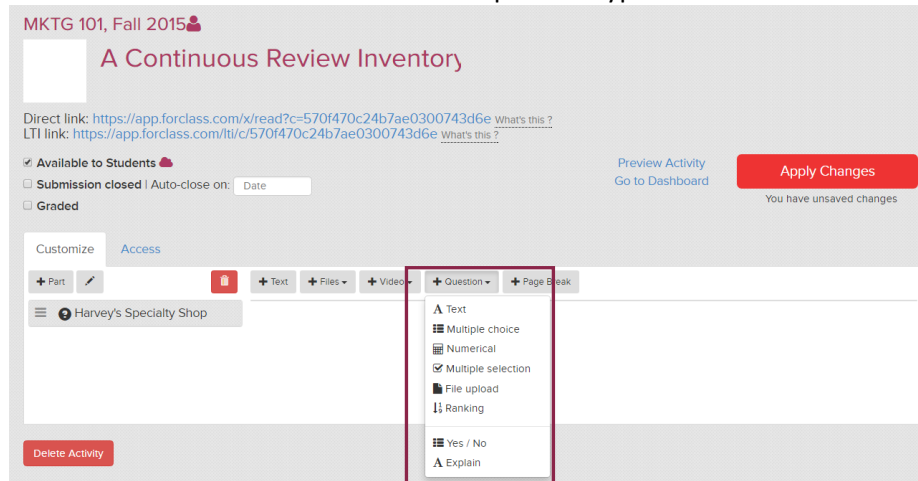 MKTG 101, Fall 2015
A Continuous Review Inventory
Direct link: https://app.forclass.com/x/read?c=570f470c24b7ae0300743d6e What's this ?
LTI link: https://app.forclass.com/lti/c/570f470c24b7ae0300743d6e What's this ?
Available to Students
Submission closed | Auto-close on: Date
Graded
Preview Activity
Go to Dashboard
Apply Changes
You have unsaved changes
Customize Access
+ Part + Text + Files + Video + Question + Page Break
Harvey's Specialty Shop
A Text
Multiple choice
Numerical
Multiple selection
File upload
Ranking
Yes / No
A Explain
Delete Activity